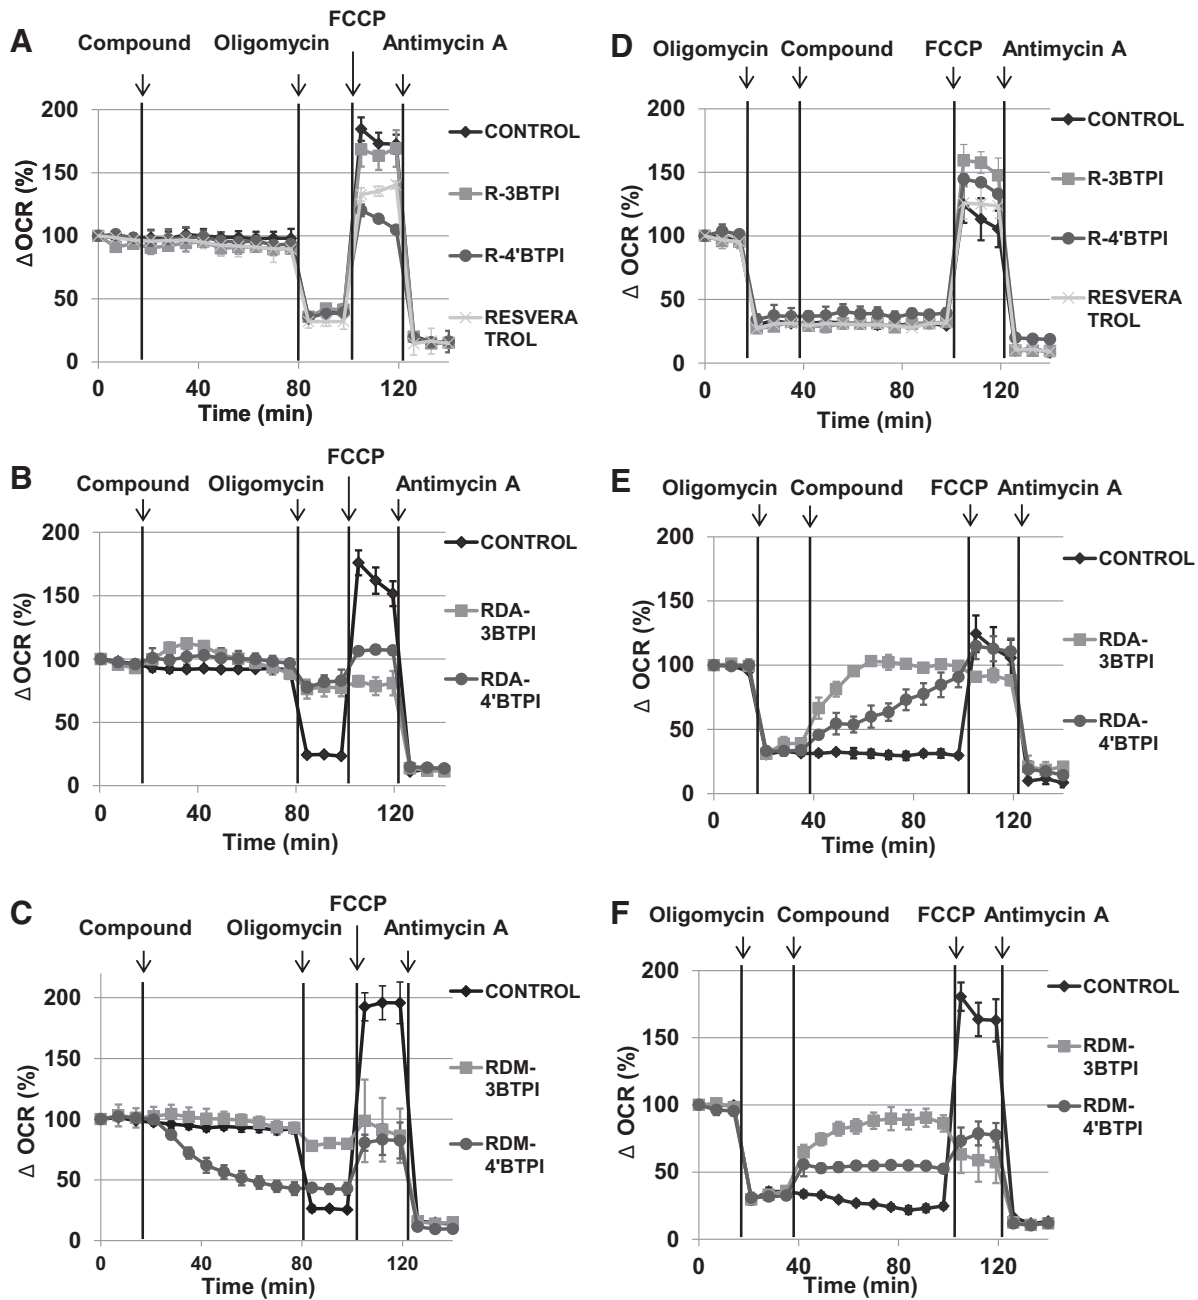 A
Compound
Oligomycin
FCCP
Antimycin A
Δ OCR (%)
200
150
100
50
0
0 40 80 120
Time (min)
CONTROL
R-3BTPI
R-4'BTPI
RESVERA
TROL
D
Oligomycin
Compound
FCCP
Antimycin A
Δ OCR (%)
200
150
100
50
0
0 40 80 120
Time (min)
CONTROL
R-3BTPI
R-4'BTPI
RESVERA
TROL
B
Compound
Oligomycin
FCCP
Antimycin A
Δ OCR (%)
200
150
100
50
0
0 40 80 120
Time (min)
CONTROL
RDA-
3BTPI
RDA-
4'BTPI
E
Oligomycin
Compound
FCCP
Antimycin A
Δ OCR (%)
200
150
100
50
0
0 40 80 120
Time (min)
CONTROL
RDA-
3BTPI
RDA-
4'BTPI
C
Compound
Oligomycin
FCCP
Antimycin A
Δ OCR (%)
200
150
100
50
0
0 40 80 120
Time (min)
CONTROL
RDM-
3BTPI
RDM-
4'BTPI
F
Oligomycin
Compound
FCCP
Antimycin A
Δ OCR (%)
200
150
100
50
0
0 40 80 120
Time (min)
CONTROL
RDM-
3BTPI
RDM-
4'BTPI